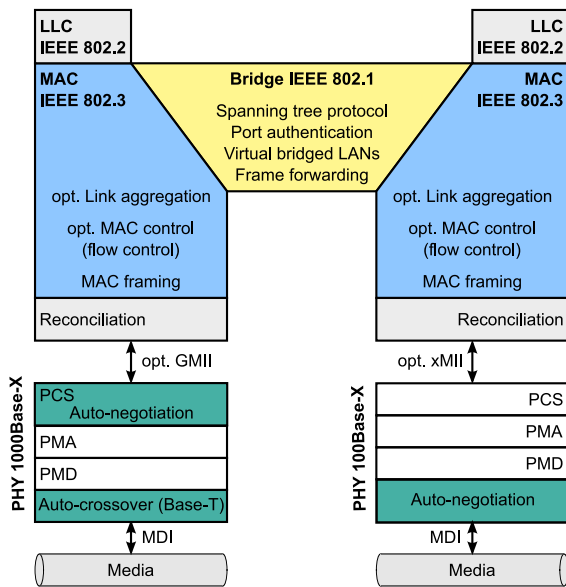 LLC
IEEE 802.2
MAC
IEEE 802.3
opt. Link aggregation
opt. MAC control
(flow control)
MAC framing
Reconciliation
opt. GMII
PHY 1000Base-X
PCS
Auto-negotiation
PMA
PMD
Auto-crossover (Base-T)
MDI
Media
Bridge IEEE 802.1
Spanning tree protocol
Port authentication
Virtual bridged LANs
Frame forwarding
LLC
IEEE 802.2
MAC
IEEE 802.3
opt. Link aggregation
opt. MAC control
(flow control)
MAC framing
Reconciliation
opt. xMII
PHY 100Base-X
PCS
PMA
PMD
Auto-negotiation
MDI
Media